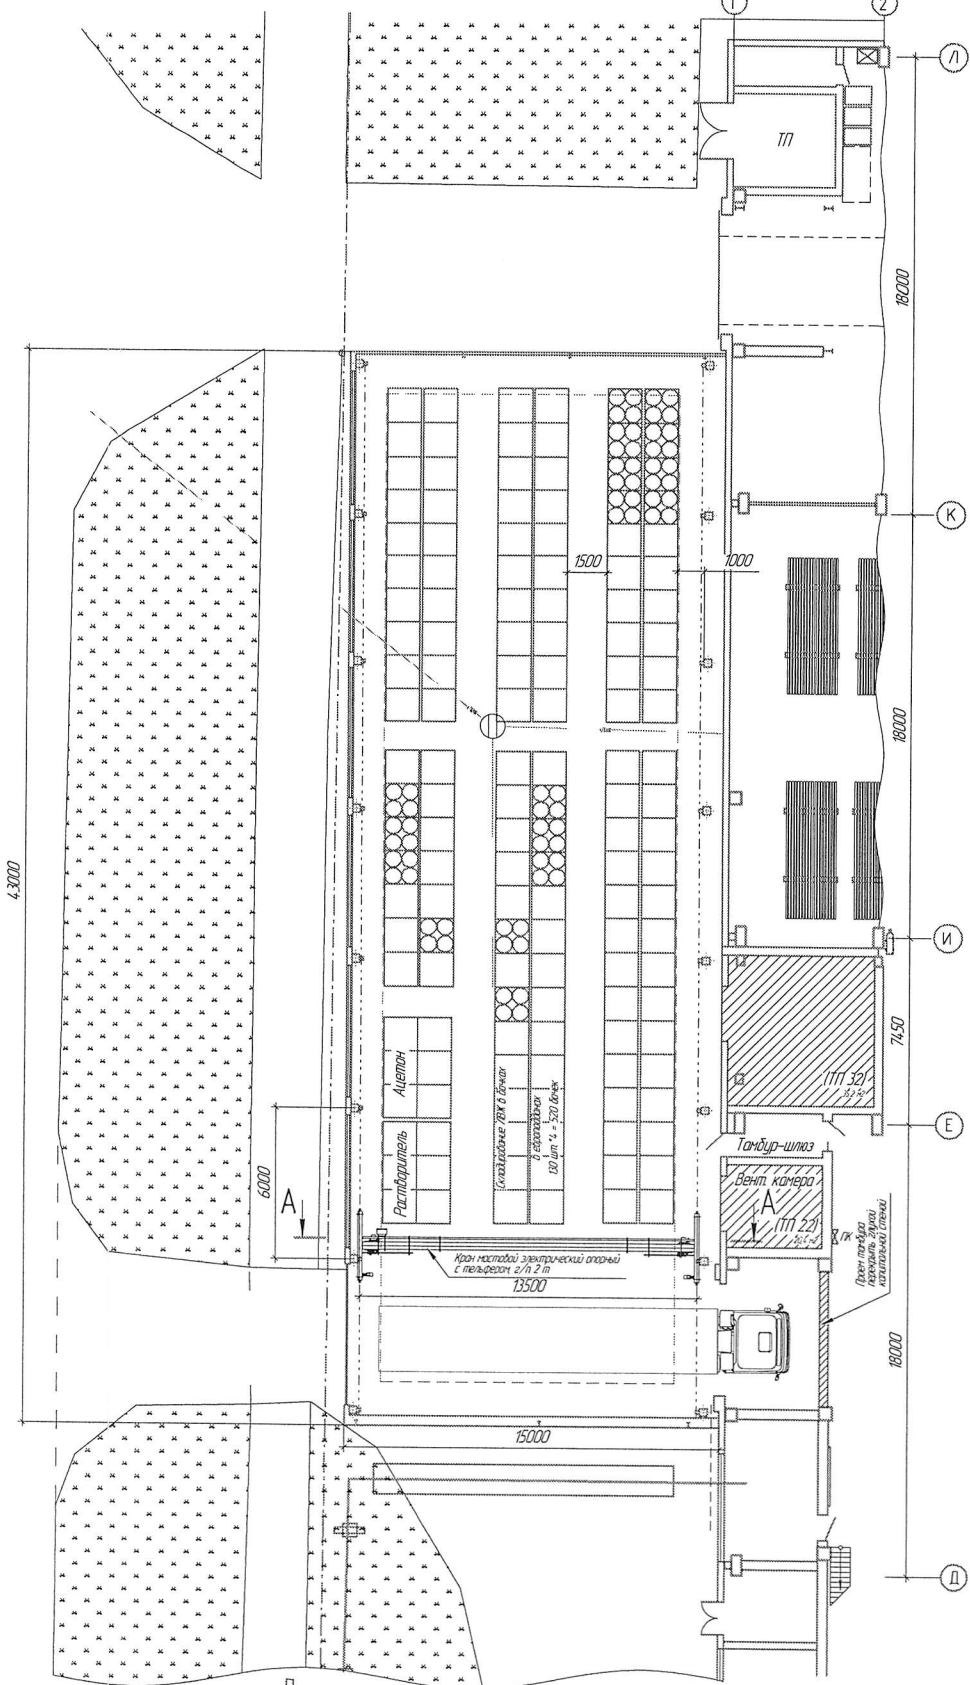 1
2
Л
ТП
18000
К
1500
1000
18000
43000
И
7450
(ТП 32)
Е
Ацетон
Растворитель
Складирование ЛВЖ в бочках
в европоддонах
130 шт.*4 = 520 бочек
6000
А
А
Тамбур-шлюз
Вент. камера
(ТП 22)
ПК
Проем тамбура
перекрыть глухой
капитальной стеной
Кран мостовой электрический опорный
с тельфером, г/п 2 т
13500
18000
15000
Д